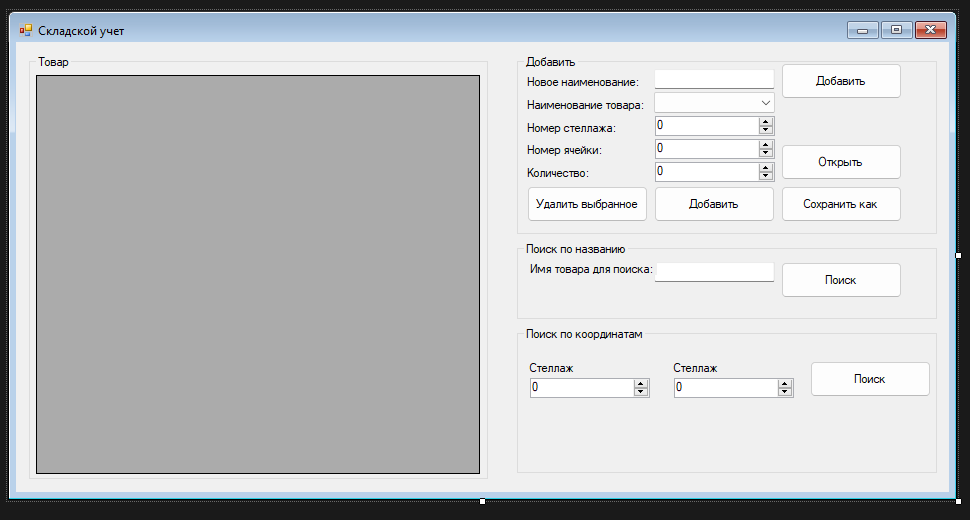 Складской учет
Товар
Добавить
Новое наименование:
Добавить
Наименование товара:
Номер стеллажа:
0
Номер ячейки:
0
Открыть
Количество:
0
Удалить выбранное
Добавить
Сохранить как
Поиск по названию
Имя товара для поиска:
Поиск
Поиск по координатам
Стеллаж
Стеллаж
0
0
Поиск